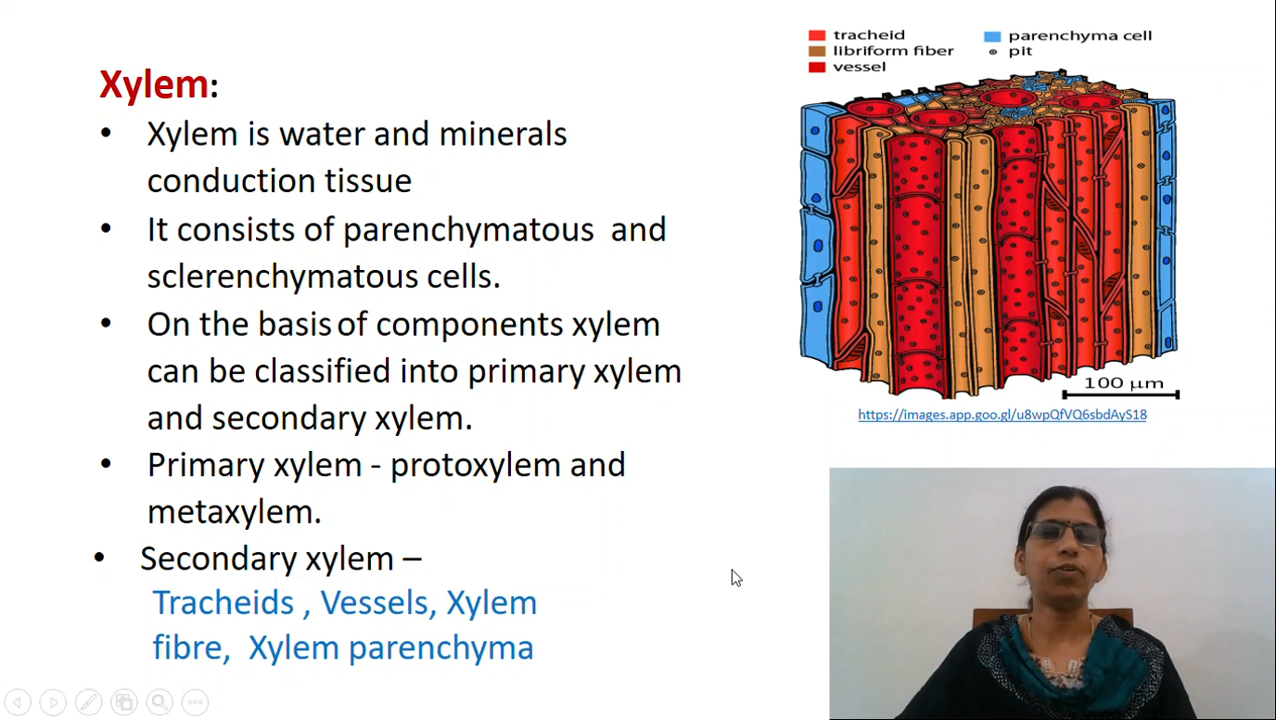 Xylem:
• Xylem is water and minerals
conduction tissue
• It consists of parenchymatous and
sclerenchymatous cells.
• On the basis of components xylem
can be classified into primary xylem
and secondary xylem.
• Primary xylem - protoxylem and
metaxylem.
• Secondary xylem –
Tracheids , Vessels, Xylem
fibre, Xylem parenchyma
tracheid
libriform fiber
vessel
parenchyma cell
pit
100 µm
https://images.app.goo.gl/u8wpQfVQ6sbdAyS18